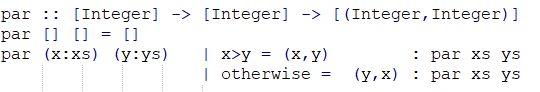 par :: [Integer] -> [Integer] -> [(Integer,Integer)]
par [] [] = []
par (x:xs) (y:ys)   | x>y = (x,y)        : par xs ys
                    | otherwise =  (y,x) : par xs ys